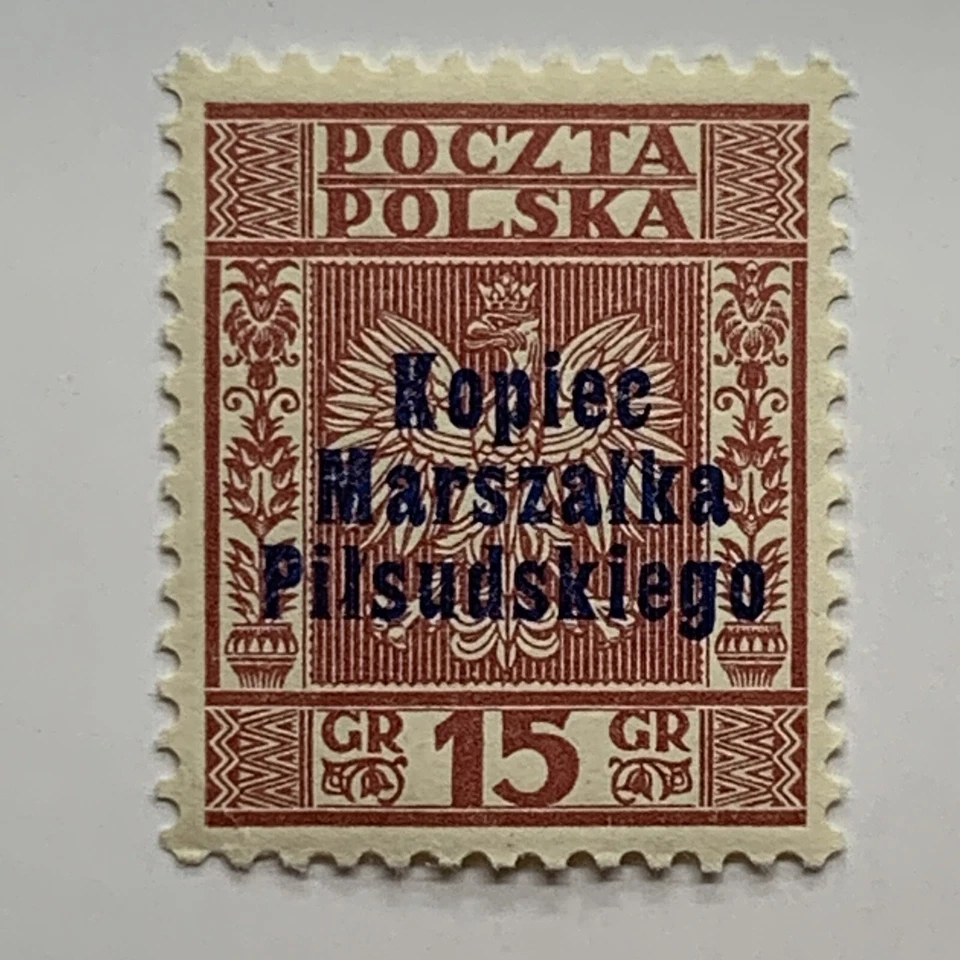 POCZTA
POLSKA
Kopiec
Marszałka
Piłsudskiego
GR 15 GR